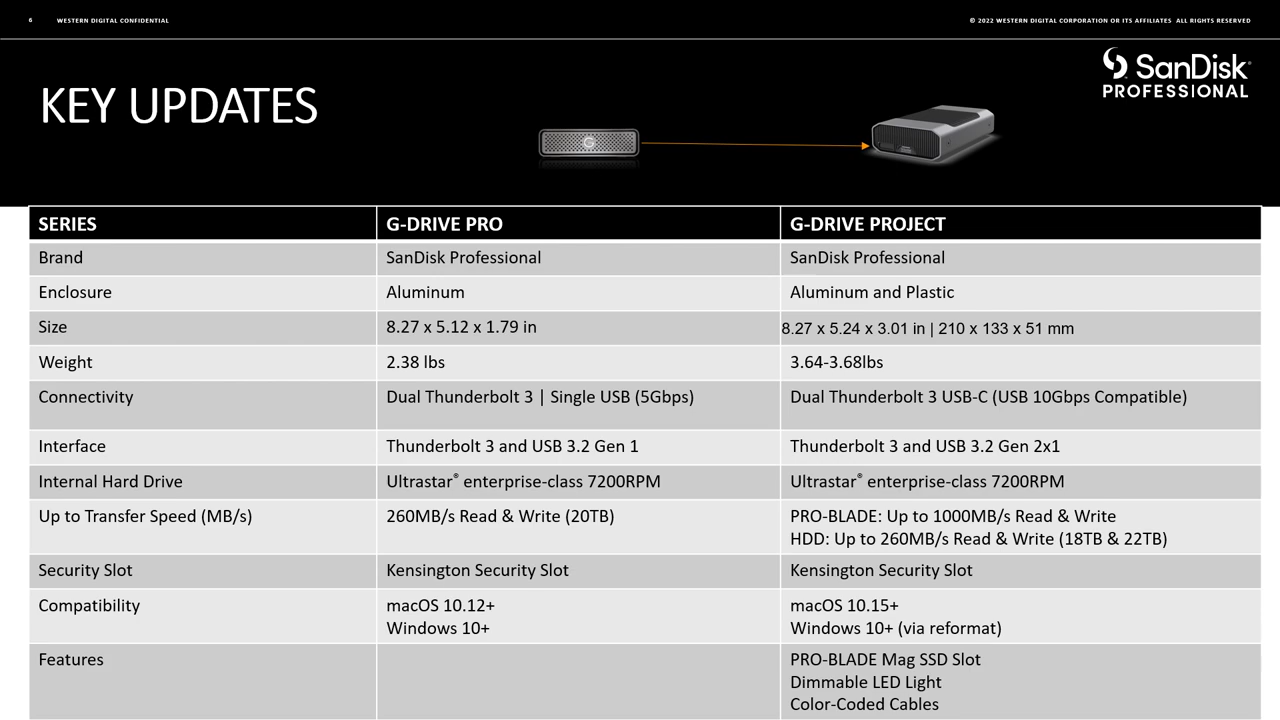 6 WESTERN DIGITAL CONFIDENTIAL © 2022 WESTERN DIGITAL CORPORATION OR ITS AFFILIATES ALL RIGHTS RESERVED
SanDisk®
PROFESSIONAL
KEY UPDATES
G
SERIES G-DRIVE PRO G-DRIVE PROJECT
Brand SanDisk Professional SanDisk Professional
Enclosure Aluminum Aluminum and Plastic
Size 8.27 x 5.12 x 1.79 in 8.27 x 5.24 x 3.01 in | 210 x 133 x 51 mm
Weight 2.38 lbs 3.64-3.68lbs
Connectivity Dual Thunderbolt 3 | Single USB (5Gbps) Dual Thunderbolt 3 USB-C (USB 10Gbps Compatible)
Interface Thunderbolt 3 and USB 3.2 Gen 1 Thunderbolt 3 and USB 3.2 Gen 2x1
Internal Hard Drive Ultrastar® enterprise-class 7200RPM Ultrastar® enterprise-class 7200RPM
Up to Transfer Speed (MB/s) 260MB/s Read & Write (20TB) PRO-BLADE: Up to 1000MB/s Read & Write
HDD: Up to 260MB/s Read & Write (18TB & 22TB)
Security Slot Kensington Security Slot Kensington Security Slot
Compatibility macOS 10.12+ macOS 10.15+
Windows 10+ Windows 10+ (via reformat)
Features PRO-BLADE Mag SSD Slot
Dimmable LED Light
Color-Coded Cables